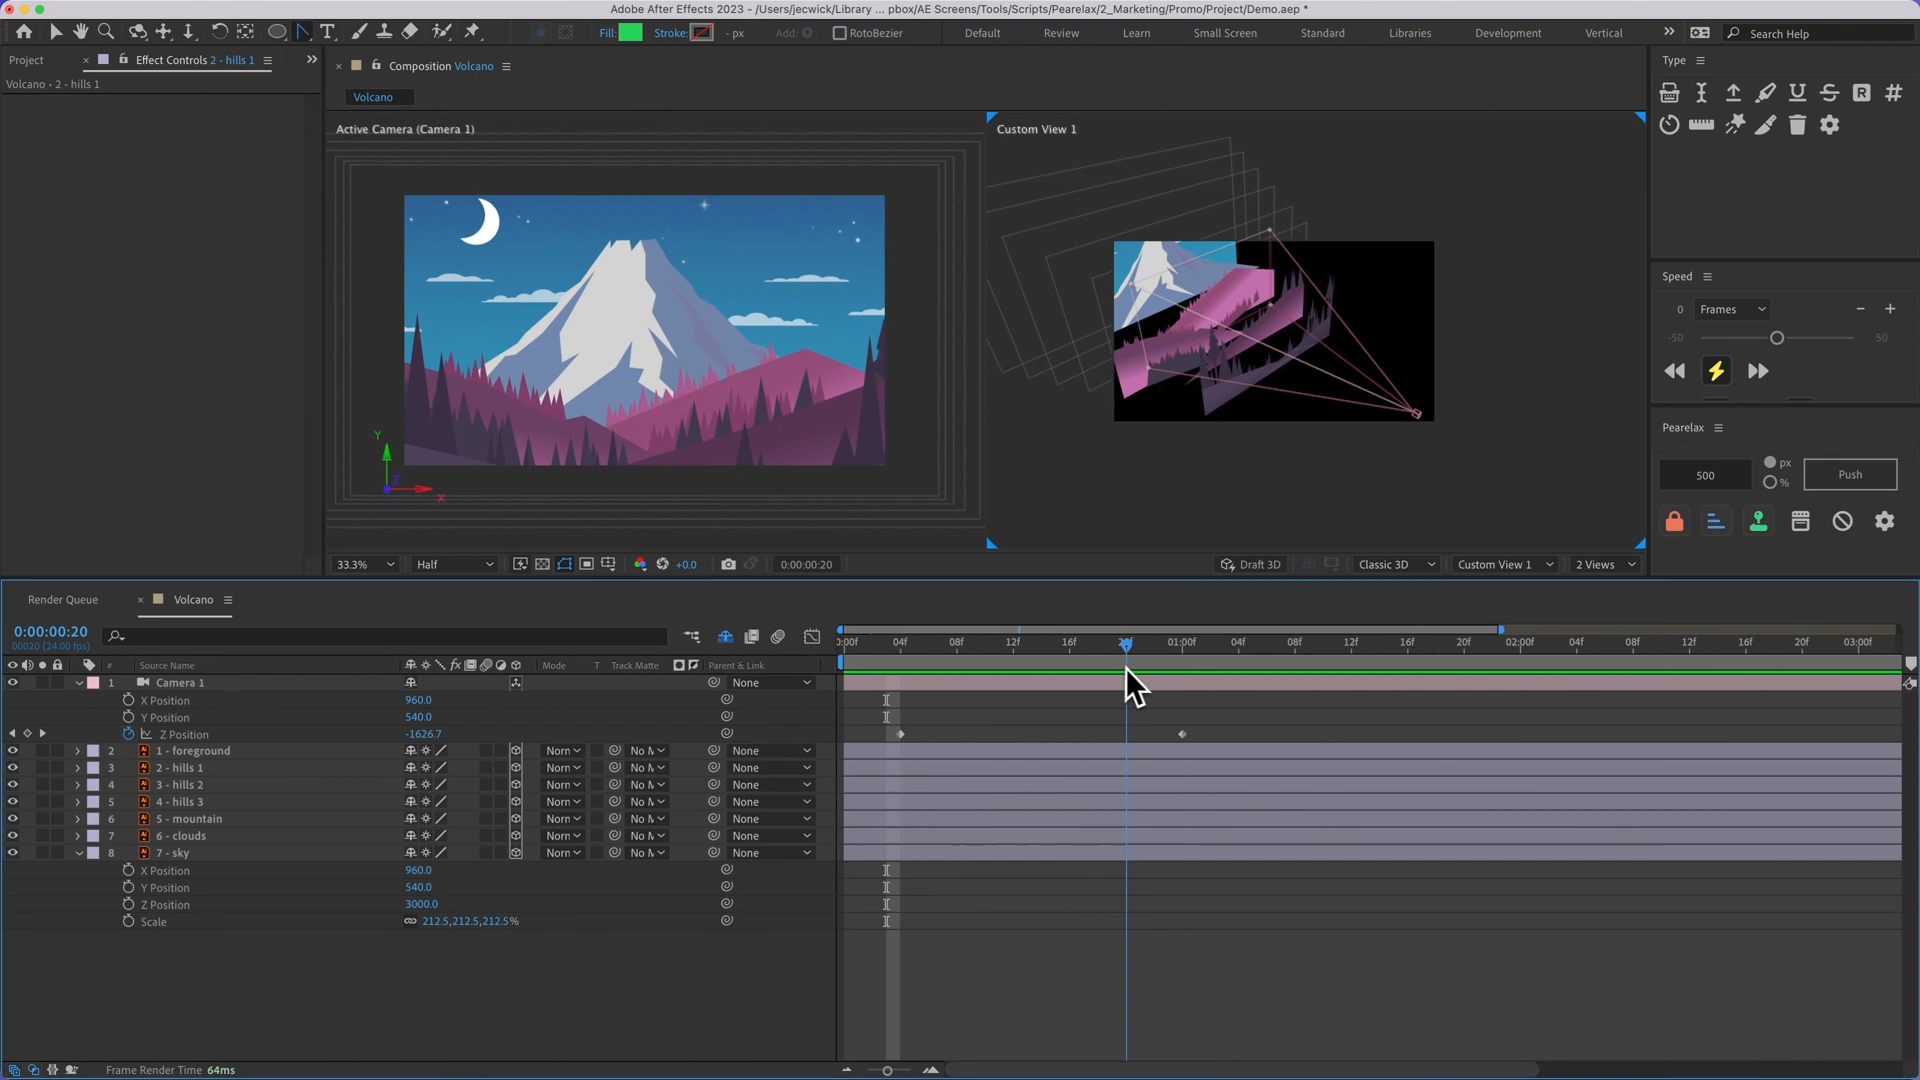 Adobe After Effects 2023 - /Users/jecwick/Library ... pbox/AE Screens/Tools/Scripts/Pearelax/2_Marketing/Promo/Project/Demo.aep *
Fill: Stroke: - px Add: RotoBezier Default Review Learn Small Screen Standard Libraries Development Vertical Search Help
Project Effect Controls 2 - hills 1
Volcano - 2 - hills 1
Composition Volcano
Volcano
Active Camera (Camera 1)
Custom View 1
Y
Z
X
33.3% Half +0.0 0:00:00:20 Draft 3D Classic 3D Custom View 1 2 Views
Type
Speed
0 Frames
-50 50
Pearelax
500 px % Push
Render Queue Volcano
0:00:00:20
00020 (24.00 fps)
:00f 04f 08f 12f 16f 20f 01:00f 04f 08f 12f 16f 20f 02:00f 04f 08f 12f 16f 20f 03:00f
# Source Name Mode T Track Matte Parent & Link
1 Camera 1 None
X Position 960.0
Y Position 540.0
Z Position -1626.7
2 1 - foreground Norn No M None
3 2 - hills 1 Norn No M None
4 3 - hills 2 Norn No M None
5 4 - hills 3 Norn No M None
6 5 - mountain Norn No M None
7 6 - clouds Norn No M None
8 7 - sky Norn No M None
X Position 960.0
Y Position 540.0
Z Position 3000.0
Scale 212.5,212.5,212.5%
Frame Render Time 64ms